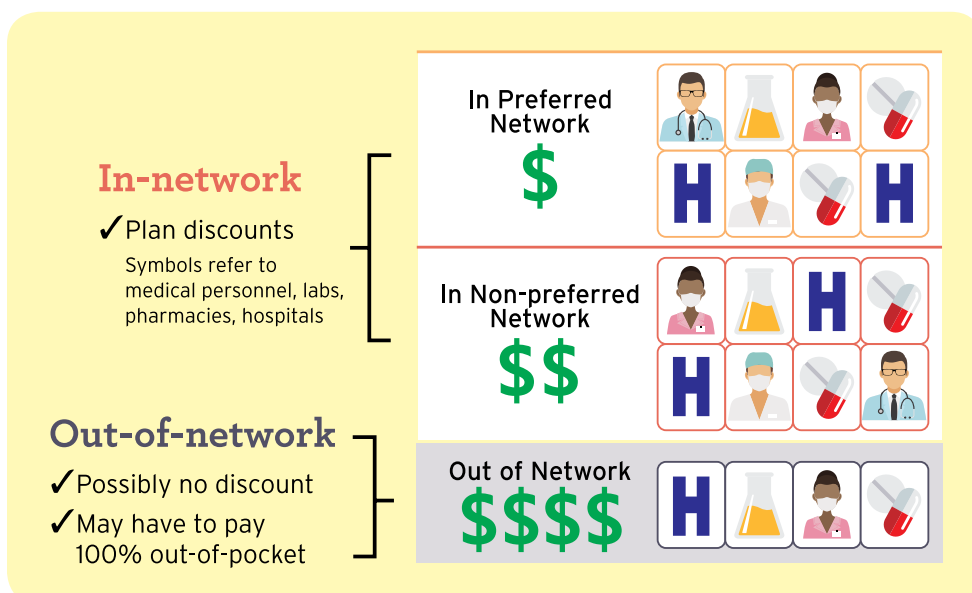 In-network
✓Plan discounts
Symbols refer to
medical personnel, labs,
pharmacies, hospitals
In Preferred
Network
$
H
H
In Non-preferred
Network
$$
H
H
Out-of-network
✓Possibly no discount
✓May have to pay
100% out-of-pocket
Out of Network
$$$$
H